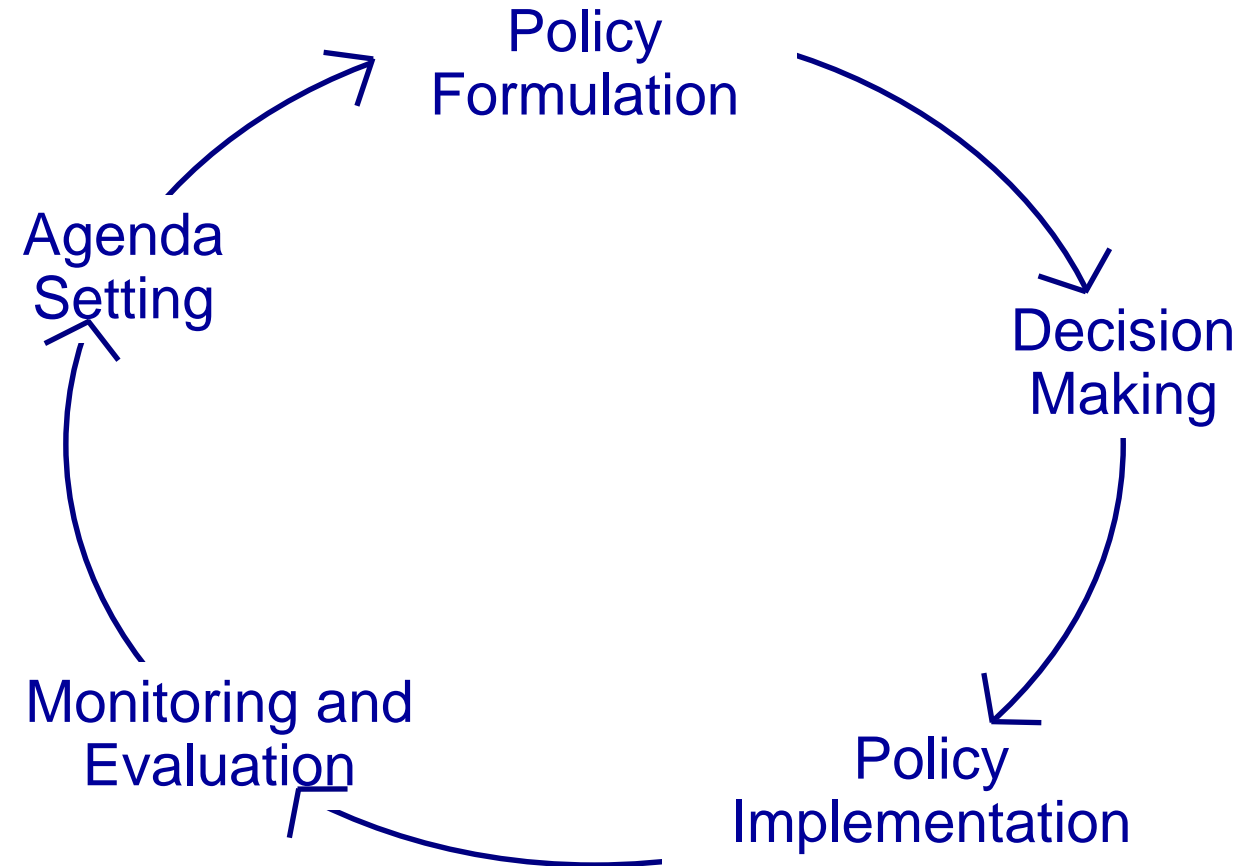 Policy
Formulation
Agenda
Setting
Decision
Making
Monitoring and
Evaluation
Policy
Implementation